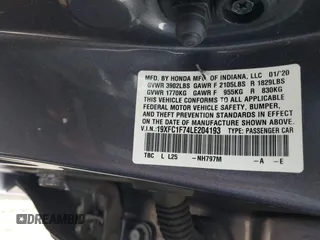 MFD. BY HONDA MFG. OF INDIANA, LLC 01/'20
GVWR 3902LBS GAWR F 2105LBS R 1829LBS
GVWR 1770KG GAWR F 955KG R 830KG
THIS VEHICLE CONFORMS TO ALL APPLICABLE
FEDERAL MOTOR VEHICLE SAFETY, BUMPER,
AND THEFT PREVENTION STANDARDS IN EFFECT
ON THE DATE OF MANUFACTURE SHOWN ABOVE.
V.I.N.: 19XFC1F74LE204193 TYPE: PASSENGER CAR
TBC L L25 -NH797M -A -E